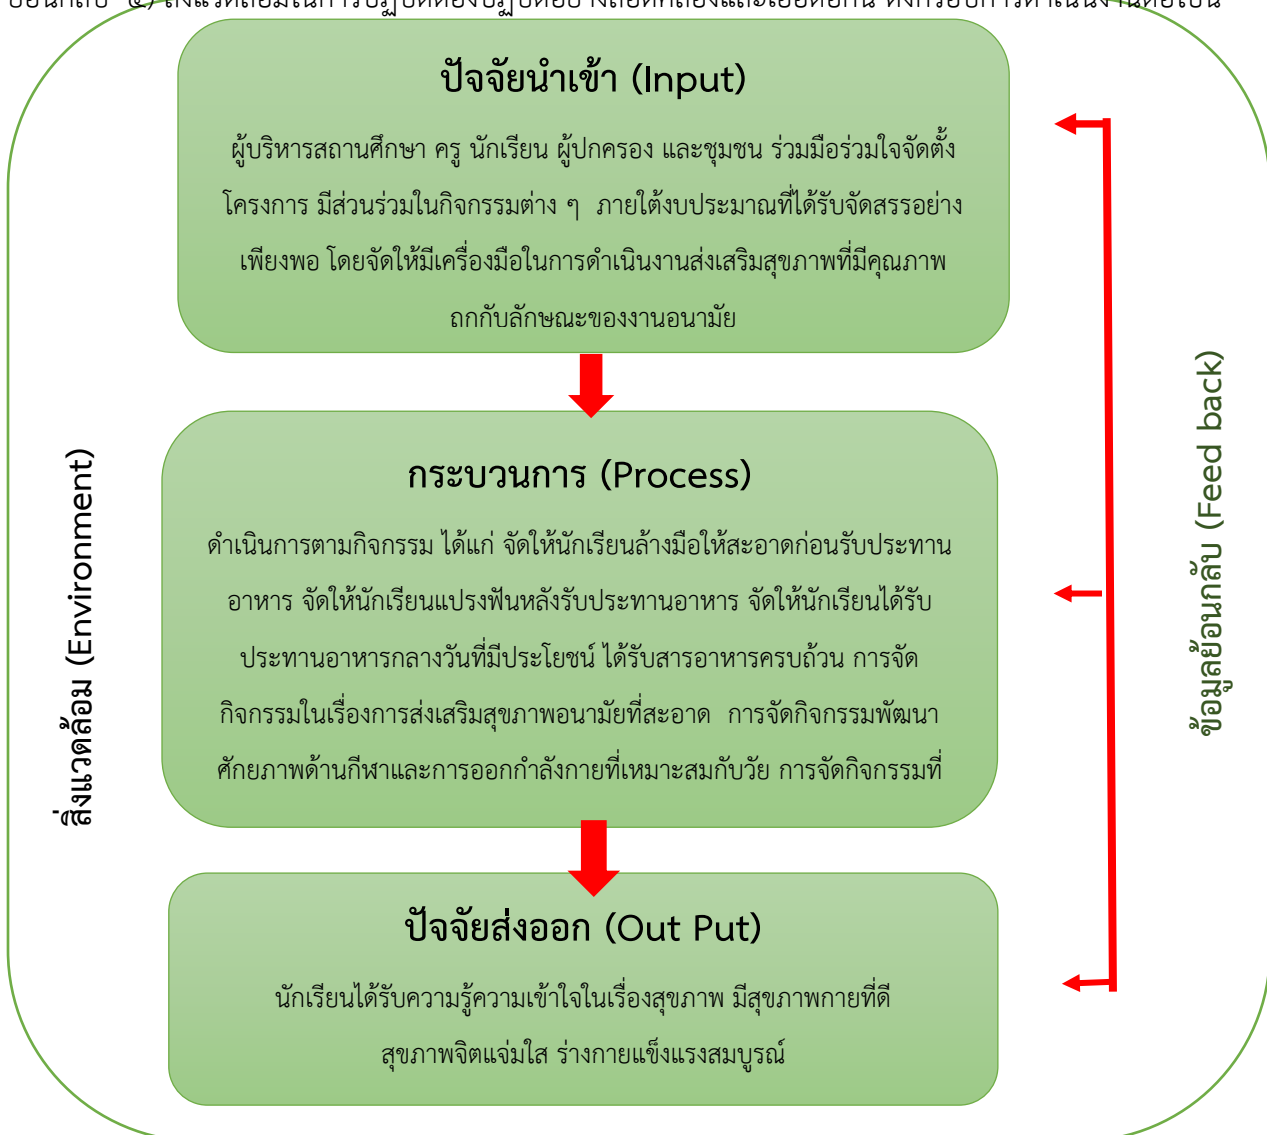 ปัจจัยนำเข้า (Input)
ผู้บริหารสถานศึกษา ครู นักเรียน ผู้ปกครอง และชุมชน ร่วมมือร่วมใจจัดตั้ง
โครงการ มีส่วนร่วมในกิจกรรมต่าง ๆ ภายใต้งบประมาณที่ได้รับจัดสรรอย่าง
เพียงพอ โดยจัดให้มีเครื่องมือในการดำเนินงานส่งเสริมสุขภาพที่มีคุณภาพ
ถกกับลักษณะของงานอนามัย
กระบวนการ (Process)
ดำเนินการตามกิจกรรม ได้แก่ จัดให้นักเรียนล้างมือให้สะอาดก่อนรับประทาน
อาหาร จัดให้นักเรียนแปรงฟันหลังรับประทานอาหาร จัดให้นักเรียนได้รับ
ประทานอาหารกลางวันที่มีประโยชน์ ได้รับสารอาหารครบถ้วน การจัด
กิจกรรมในเรื่องการส่งเสริมสุขภาพอนามัยที่สะอาด การจัดกิจกรรมพัฒนา
ศักยภาพด้านกีฬาและการออกกำลังกายที่เหมาะสมกับวัย การจัดกิจกรรมที่
ปัจจัยส่งออก (Out Put)
นักเรียนได้รับความรู้ความเข้าใจในเรื่องสุขภาพ มีสุขภาพกายที่ดี
สุขภาพจิตแจ่มใส ร่างกายแข็งแรงสมบูรณ์
สิ่งแวดล้อม (Environment)
ข้อมูลย้อนกลับ (Feed back)